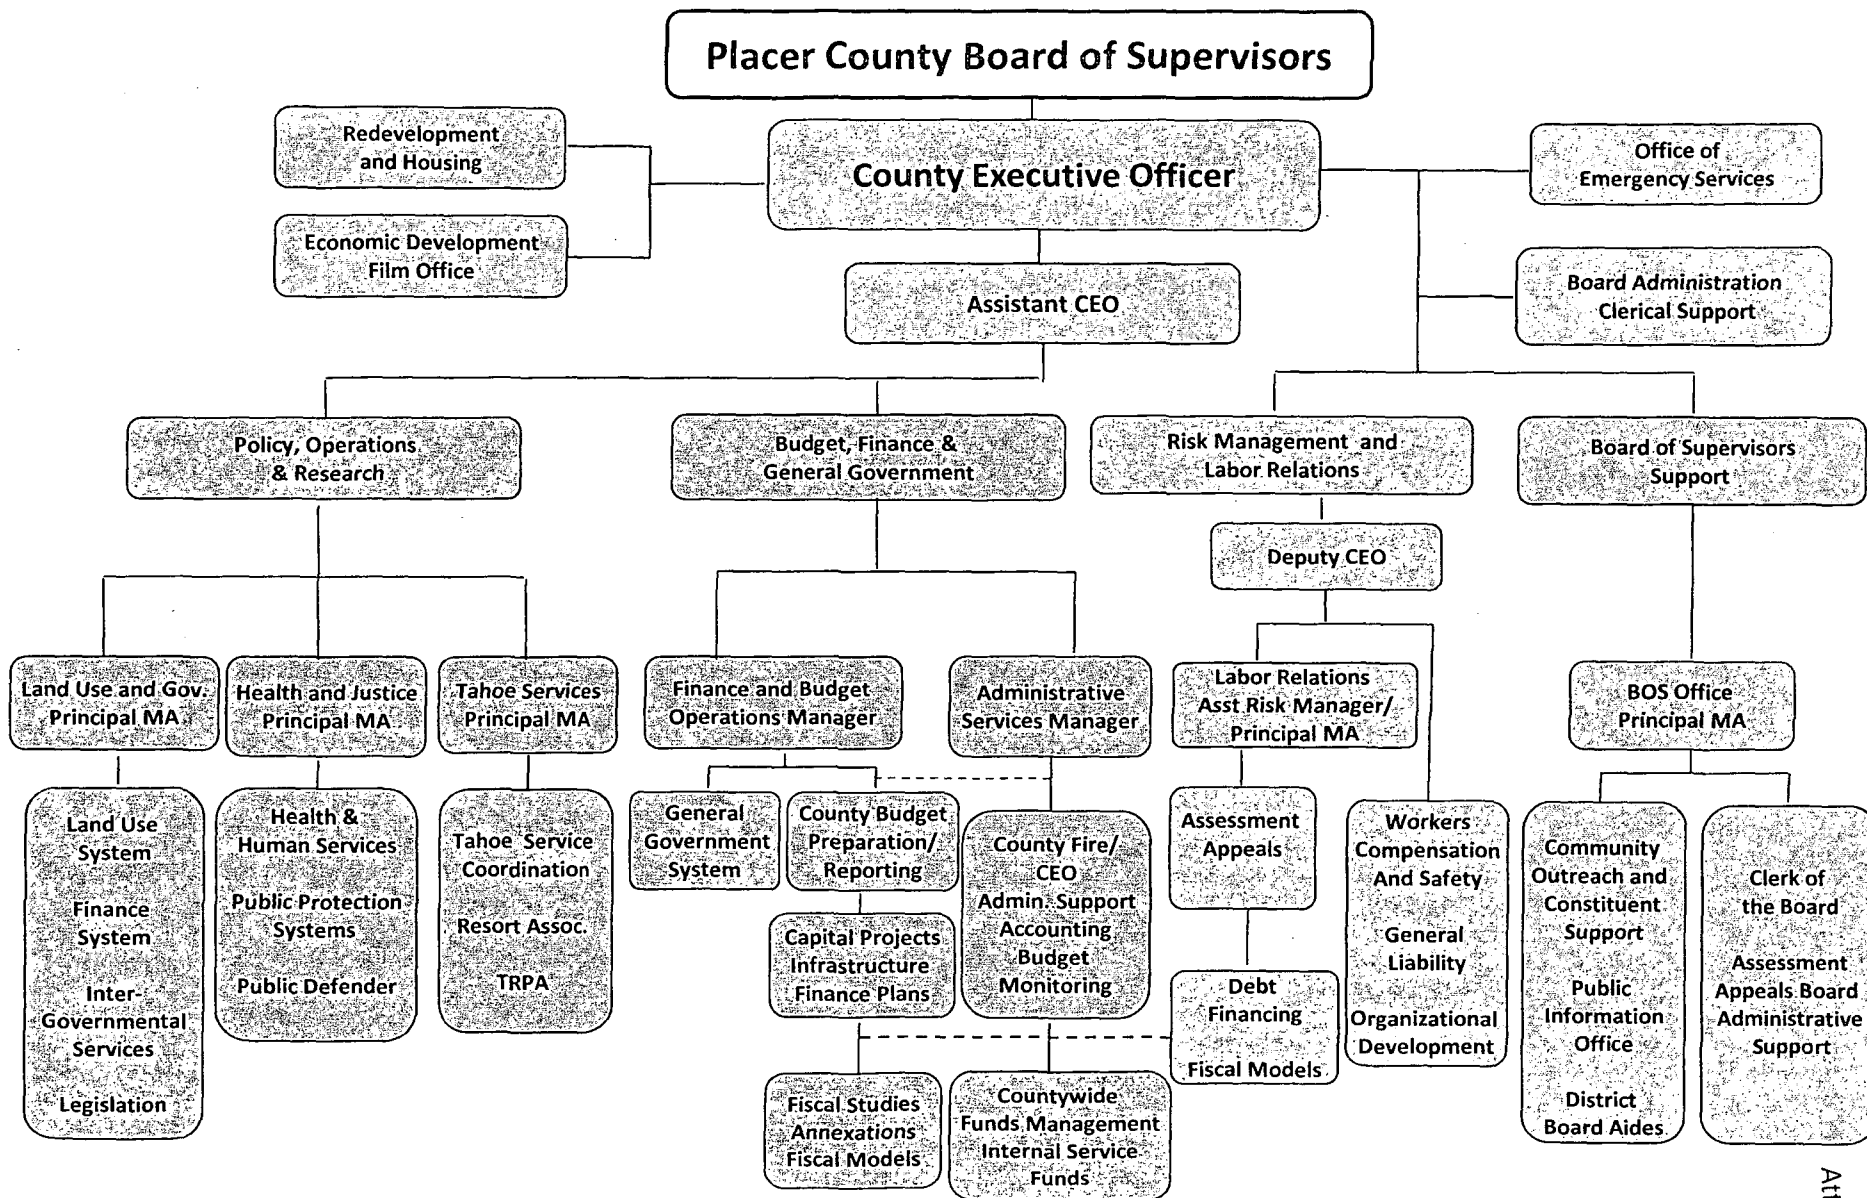 Placer County Board of Supervisors
Redevelopment
and Housing
County Executive Officer
Office of
Emergency Services
Economic Development
Film Office
Board Administration
Clerical Support
Assistant CEO
Policy, Operations
& Research
Budget, Finance &
General Government
Risk Management and
Labor Relations
Board of Supervisors
Support
Deputy CEO
Land Use and Gov.
Principal MA
Health and Justice
Principal MA
Tahoe Services
Principal MA
Finance and Budget
Operations Manager
Administrative
Services Manager
Labor Relations
Asst Risk Manager/
Principal MA
BOS Office
Principal MA
Land Use
System
Finance
System
Inter-
Governmental
Services
Legislation
Health &
Human Services
Public Protection
Systems
Public Defender
Tahoe Service
Coordination
Resort Assoc.
TRPA
General
Government
System
County Budget
Preparation/
Reporting
Capital Projects
Infrastructure
Finance Plans
Fiscal Studies
Annexations
Fiscal Models
County Fire/
CEO
Admin. Support
Accounting
Budget
Monitoring
Countywide
Funds Management
Internal Service
Funds
Assessment
Appeals
Debt
Financing
Fiscal Models
Workers
Compensation
And Safety
General
Liability
Organizational
Development
Community
Outreach and
Constituent
Support
Public
Information
Office
District
Board Aides
Clerk of
the Board
Assessment
Appeals Board
Administrative
Support